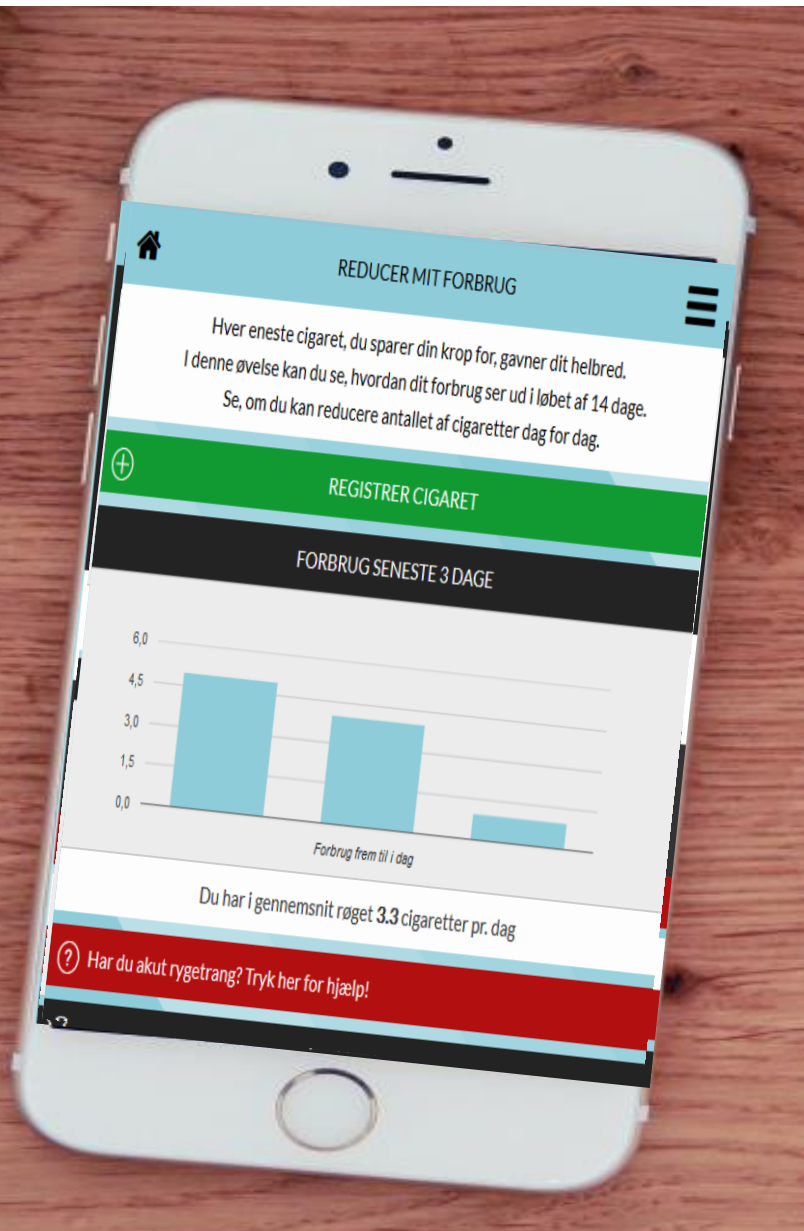 REDUCER MIT FORBRUG
Hver eneste cigaret, du sparer din krop for, gavner dit helbred.
I denne øvelse kan du se, hvordan dit forbrug ser ud i løbet af 14 dage.
Se, om du kan reducere antallet af cigaretter dag for dag.
REGISTRER CIGARET
FORBRUG SENESTE 3 DAGE
6,0
4,5
3,0
1,5
0,0
Forbrug frem til i dag
Du har i gennemsnit røget 3.3 cigaretter pr. dag
? Har du akut rygetrang? Tryk her for hjælp!